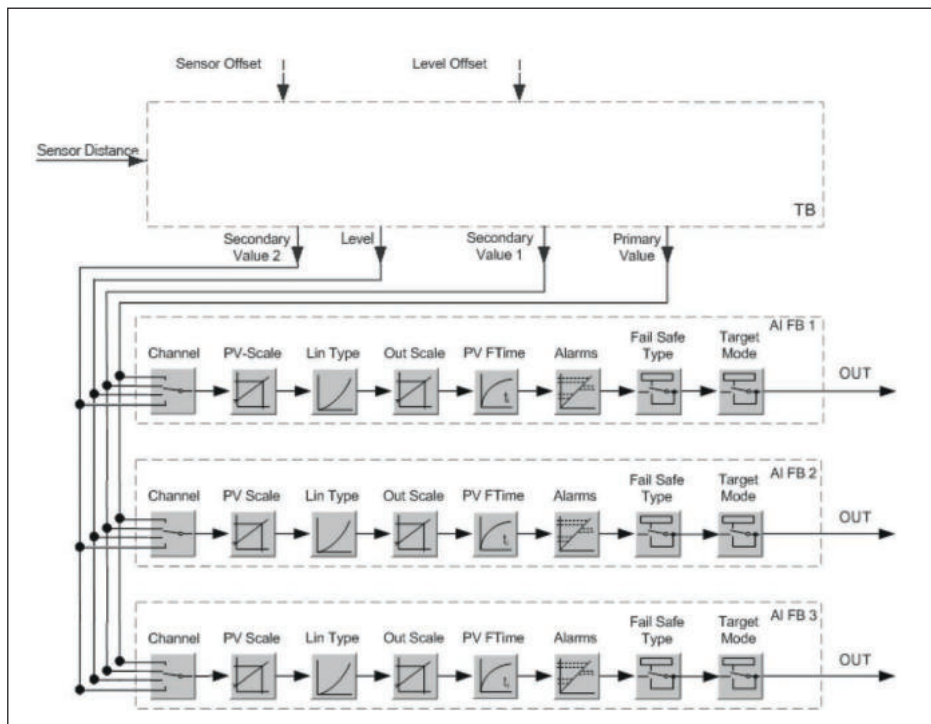 Sensor Offset
Level Offset
Sensor Distance
TB
Secondary
Value 2
Level
Secondary
Value 1
Primary
Value
AI FB 1
Channel
PV-Scale
Lin Type
Out Scale
PV FTime
Alarms
Fail Safe
Type
Target
Mode
OUT
AI FB 2
Channel
PV Scale
Lin Type
Out Scale
PV FTime
Alarms
Fail Safe
Type
Target
Mode
OUT
AI FB 3
Channel
PV Scale
Lin Type
Out Scale
PV FTime
Alarms
Fail Safe
Type
Target
Mode
OUT